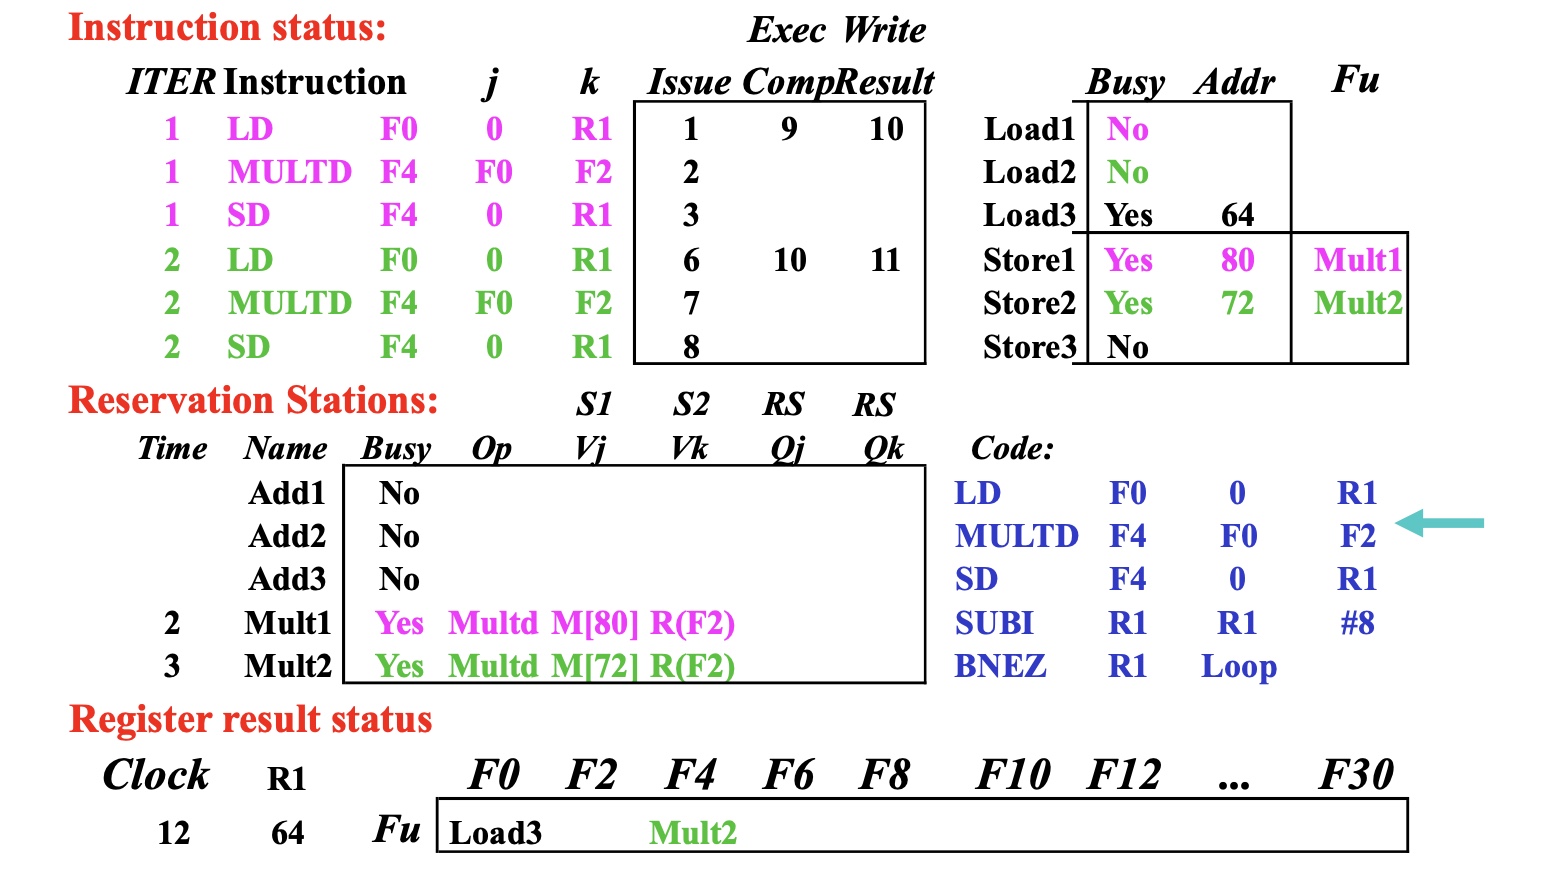 Instruction status: Exec Write
ITER Instruction j k Issue Comp Result Busy Addr Fu
1 LD F0 0 R1 1 9 10 Load1 No
1 MULTD F4 F0 F2 2 Load2 No
1 SD F4 0 R1 3 Load3 Yes 64
2 LD F0 0 R1 6 10 11 Store1 Yes 80 Mult1
2 MULTD F4 F0 F2 7 Store2 Yes 72 Mult2
2 SD F4 0 R1 8 Store3 No
Reservation Stations: S1 S2 RS RS
Time Name Busy Op Vj Vk Qj Qk Code:
Add1 No LD F0 0 R1
Add2 No MULTD F4 F0 F2
Add3 No SD F4 0 R1
2 Mult1 Yes Multd M[80] R(F2) SUBI R1 R1 #8
3 Mult2 Yes Multd M[72] R(F2) BNEZ R1 Loop
Register result status
Clock R1 F0 F2 F4 F6 F8 F10 F12 ... F30
12 64 Fu Load3 Mult2